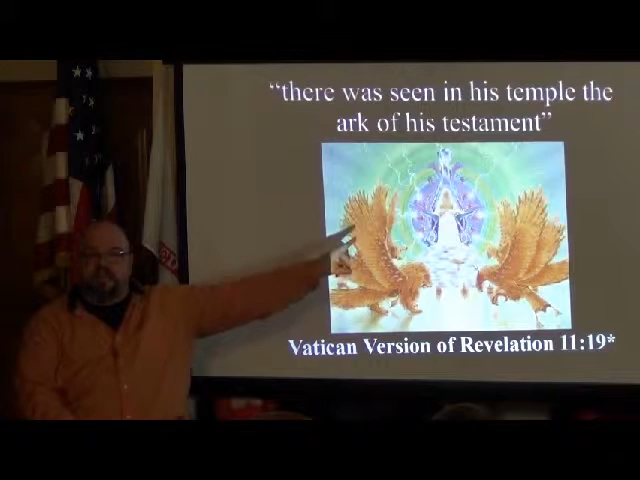 “there was seen in his temple the
ark of his testament”
Vatican Version of Revelation 11:19*